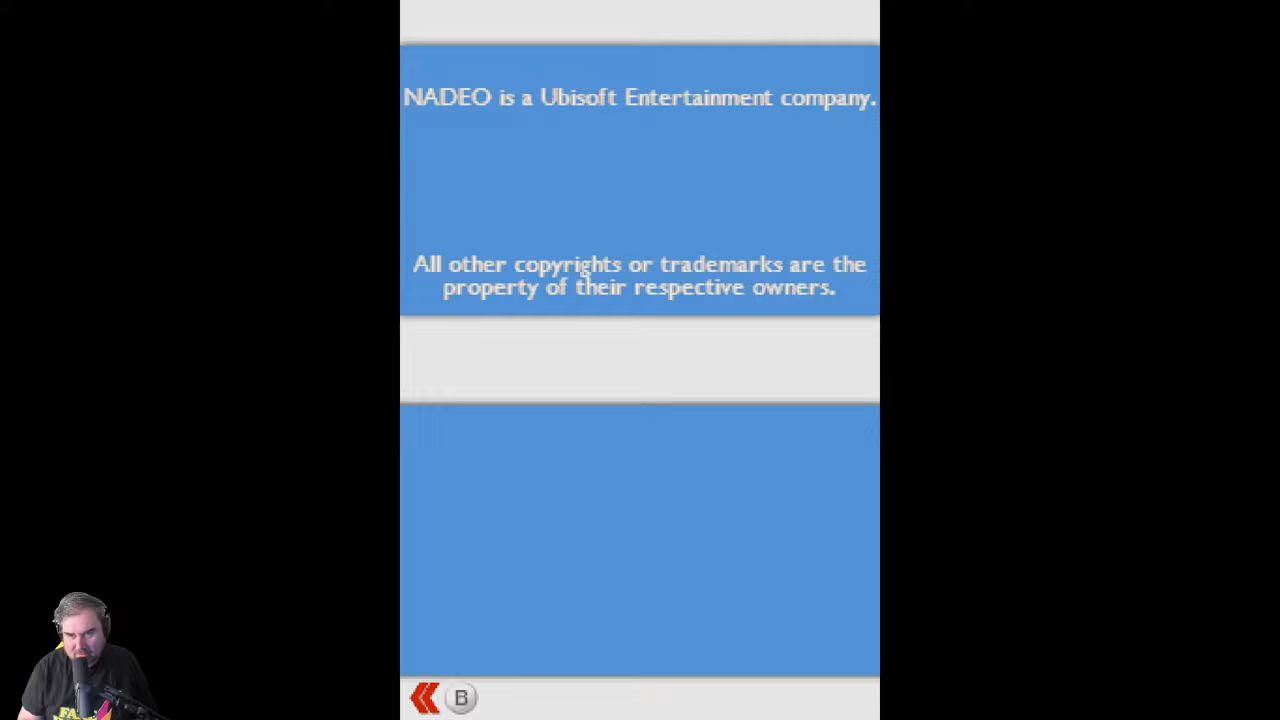 NADEO is a Ubisoft Entertainment company.
All other copyrights or trademarks are the
property of their respective owners.
B